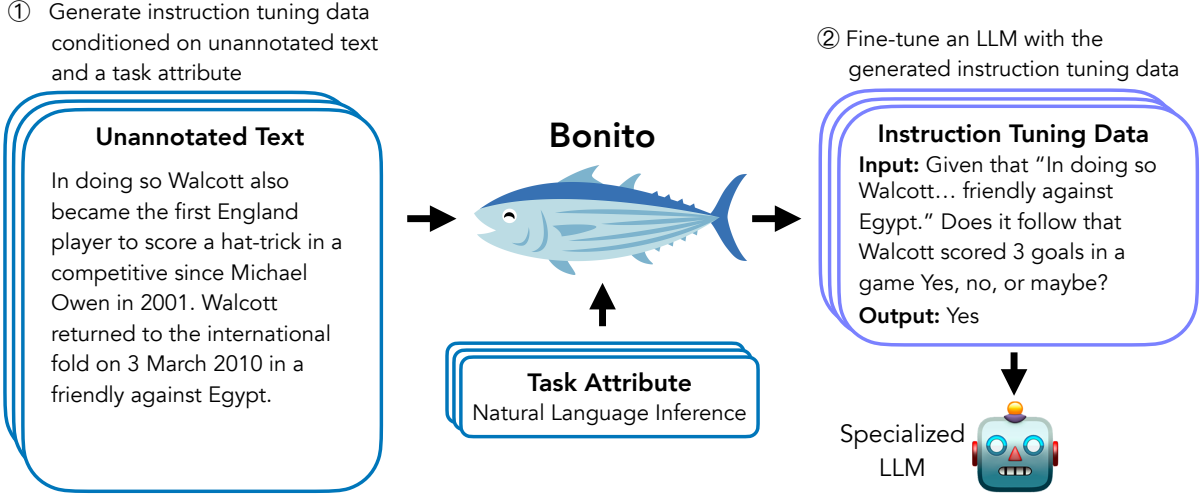 ① Generate instruction tuning data
conditioned on unannotated text
and a task attribute
Unannotated Text
In doing so Walcott also
became the first England
player to score a hat-trick in a
competitive since Michael
Owen in 2001. Walcott
returned to the international
fold on 3 March 2010 in a
friendly against Egypt.
Bonito
Task Attribute
Natural Language Inference
② Fine-tune an LLM with the
generated instruction tuning data
Instruction Tuning Data
Input: Given that “In doing so
Walcott… friendly against
Egypt.” Does it follow that
Walcott scored 3 goals in a
game Yes, no, or maybe?
Output: Yes
Specialized
LLM